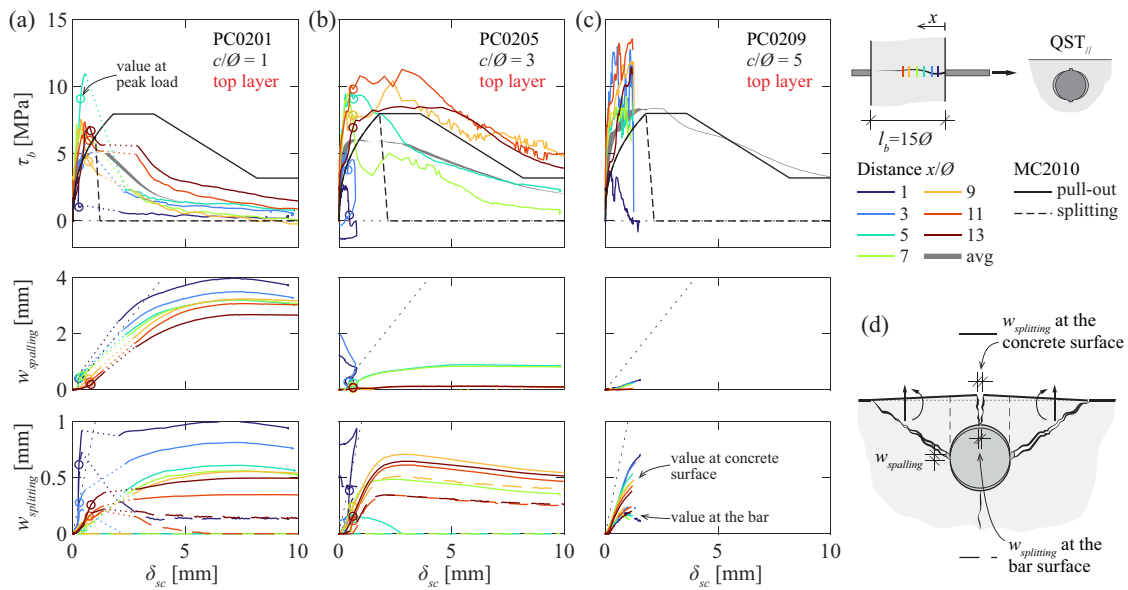 (a)
15
10
5
0
τb [MPa]
PC0201
c/Ø = 1
top layer
value at
peak load
(b)
PC0205
c/Ø = 3
top layer
(c)
PC0209
c/Ø = 5
top layer
x
lb=15Ø
QST//
Distance x/Ø
1
3
5
7
9
11
13
avg
MC2010
pull-out
splitting
4
2
0
wspalling [mm]
1
0.5
0
wsplitting [mm]
0
5
10
δsc [mm]
0
5
10
δsc [mm]
value at concrete
surface
value at the bar
0
5
10
δsc [mm]
(d)
wsplitting at the
concrete surface
wspalling
wsplitting at the
bar surface